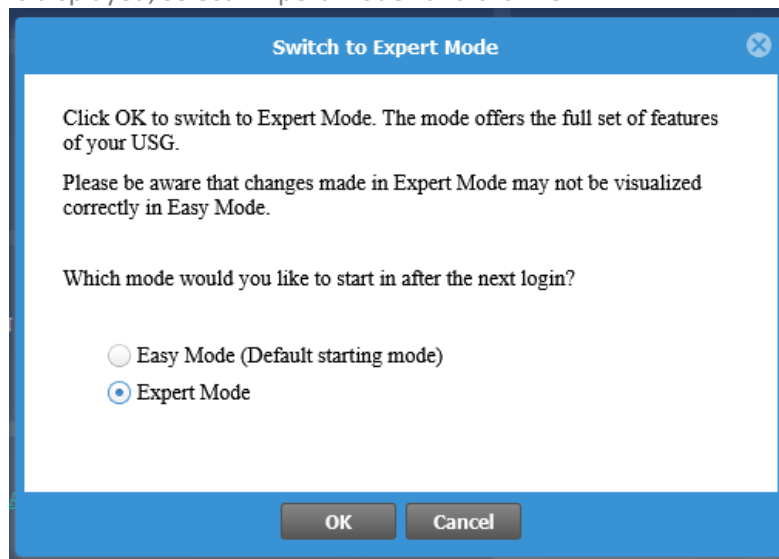 Switch to Expert Mode
Click OK to switch to Expert Mode. The mode offers the full set of features
of your USG.
Please be aware that changes made in Expert Mode may not be visualized
correctly in Easy Mode.
Which mode would you like to start in after the next login?
Easy Mode (Default starting mode)
Expert Mode
OK
Cancel